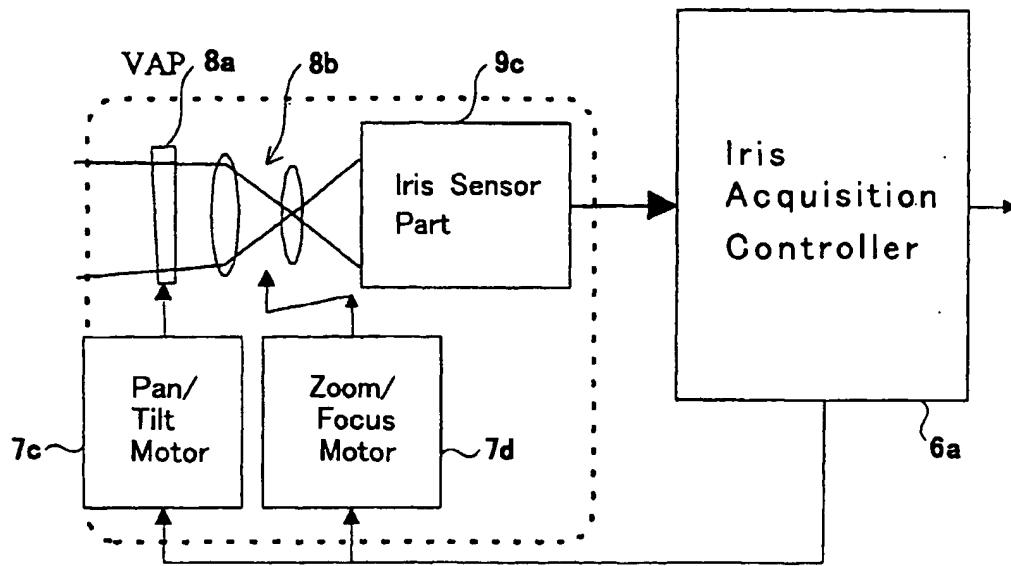 VAP 8a
8b
9c
Iris Sensor
Part
Iris
Acquisition
Controller
Pan/
Tilt
Motor
Zoom/
Focus
Motor
7c
7d
6a